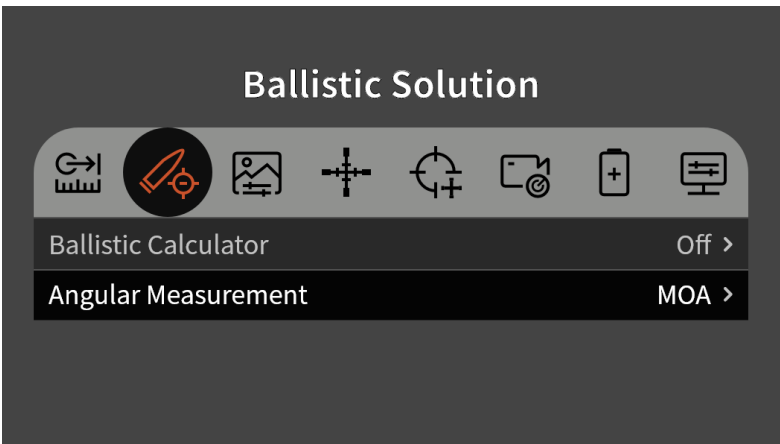 Ballistic Solution
Ballistic Calculator Off >
Angular Measurement MOA >